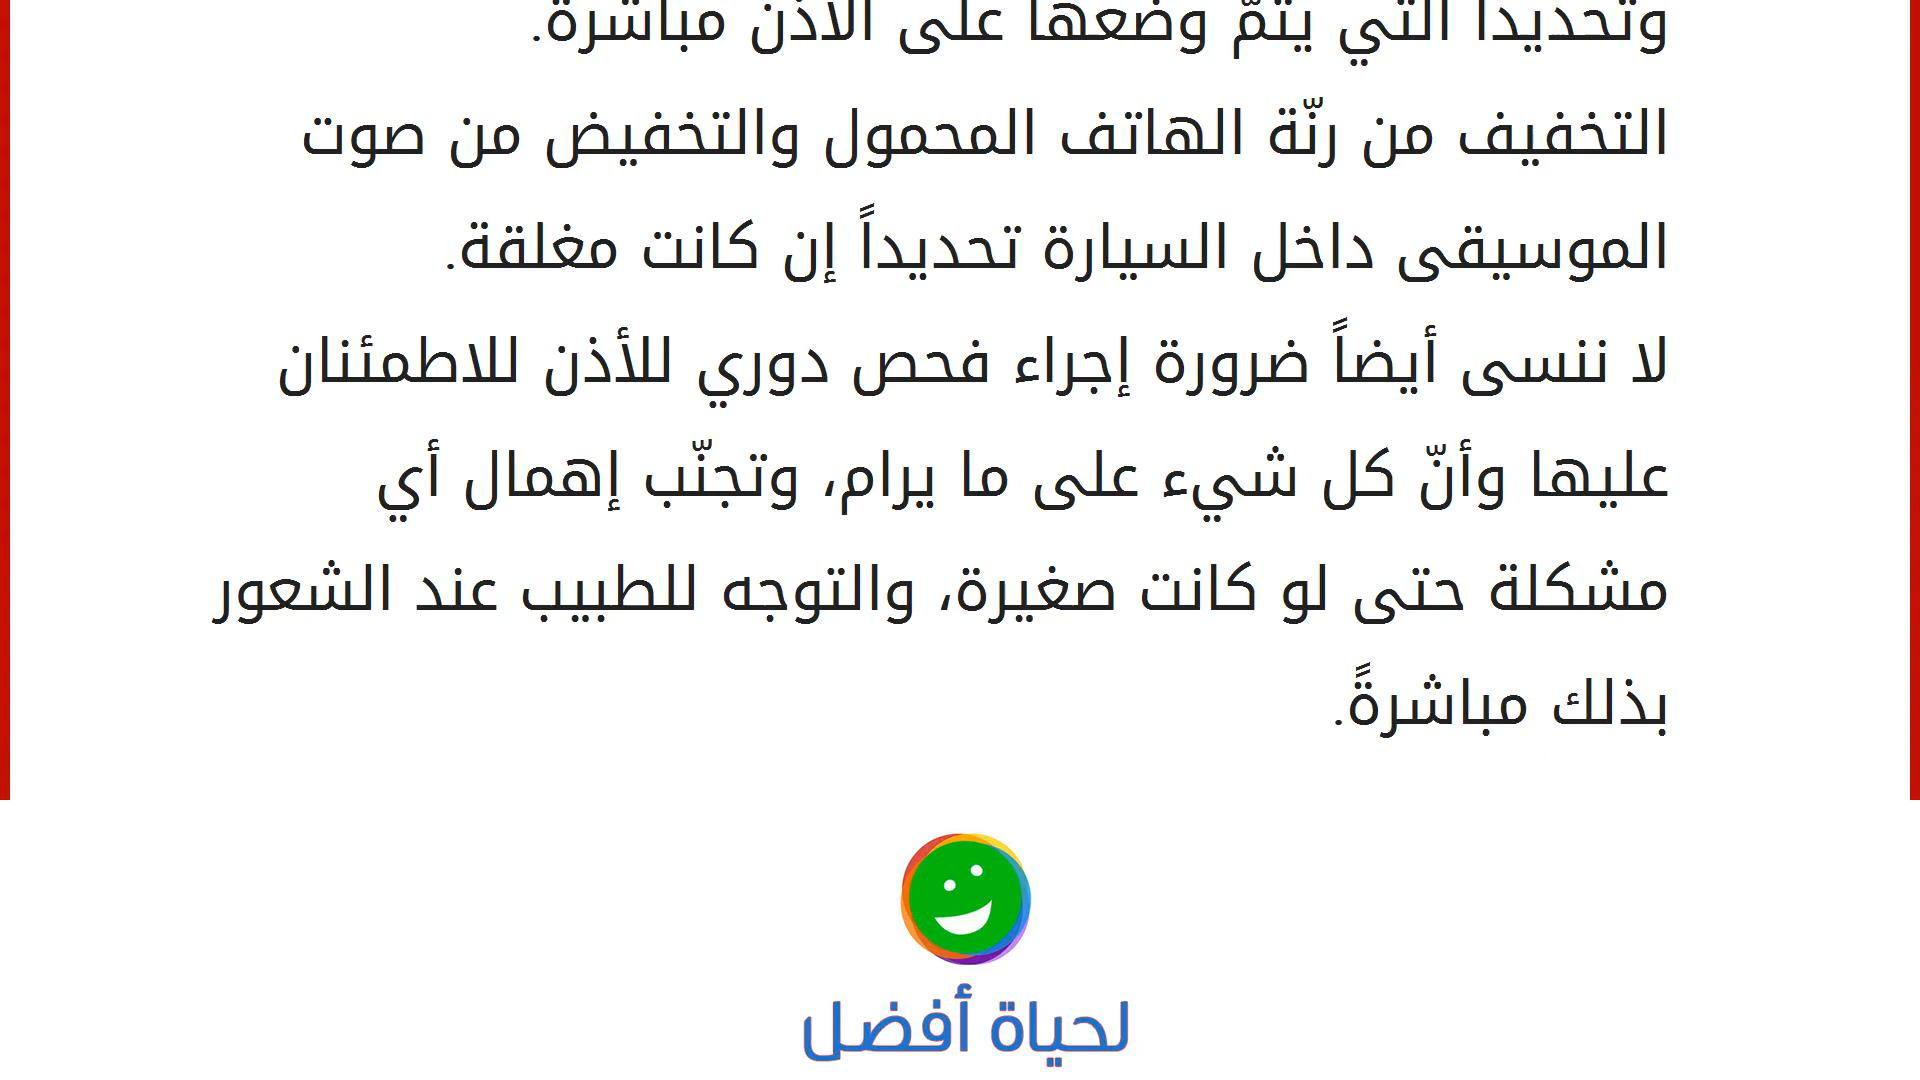 وتحديداً التي يتمّ وضعها على الأذن مباشرة.
التخفيف من رنّة الهاتف المحمول والتخفيض من صوت
الموسيقى داخل السيارة تحديداً إن كانت مغلقة.
لا ننسى أيضاً ضرورة إجراء فحص دوري للأذن للاطمئنان
عليها وأنّ كل شيء على ما يرام، وتجنّب إهمال أي
مشكلة حتى لو كانت صغيرة، والتوجه للطبيب عند الشعور
بذلك مباشرةً.
لحياة أفضل